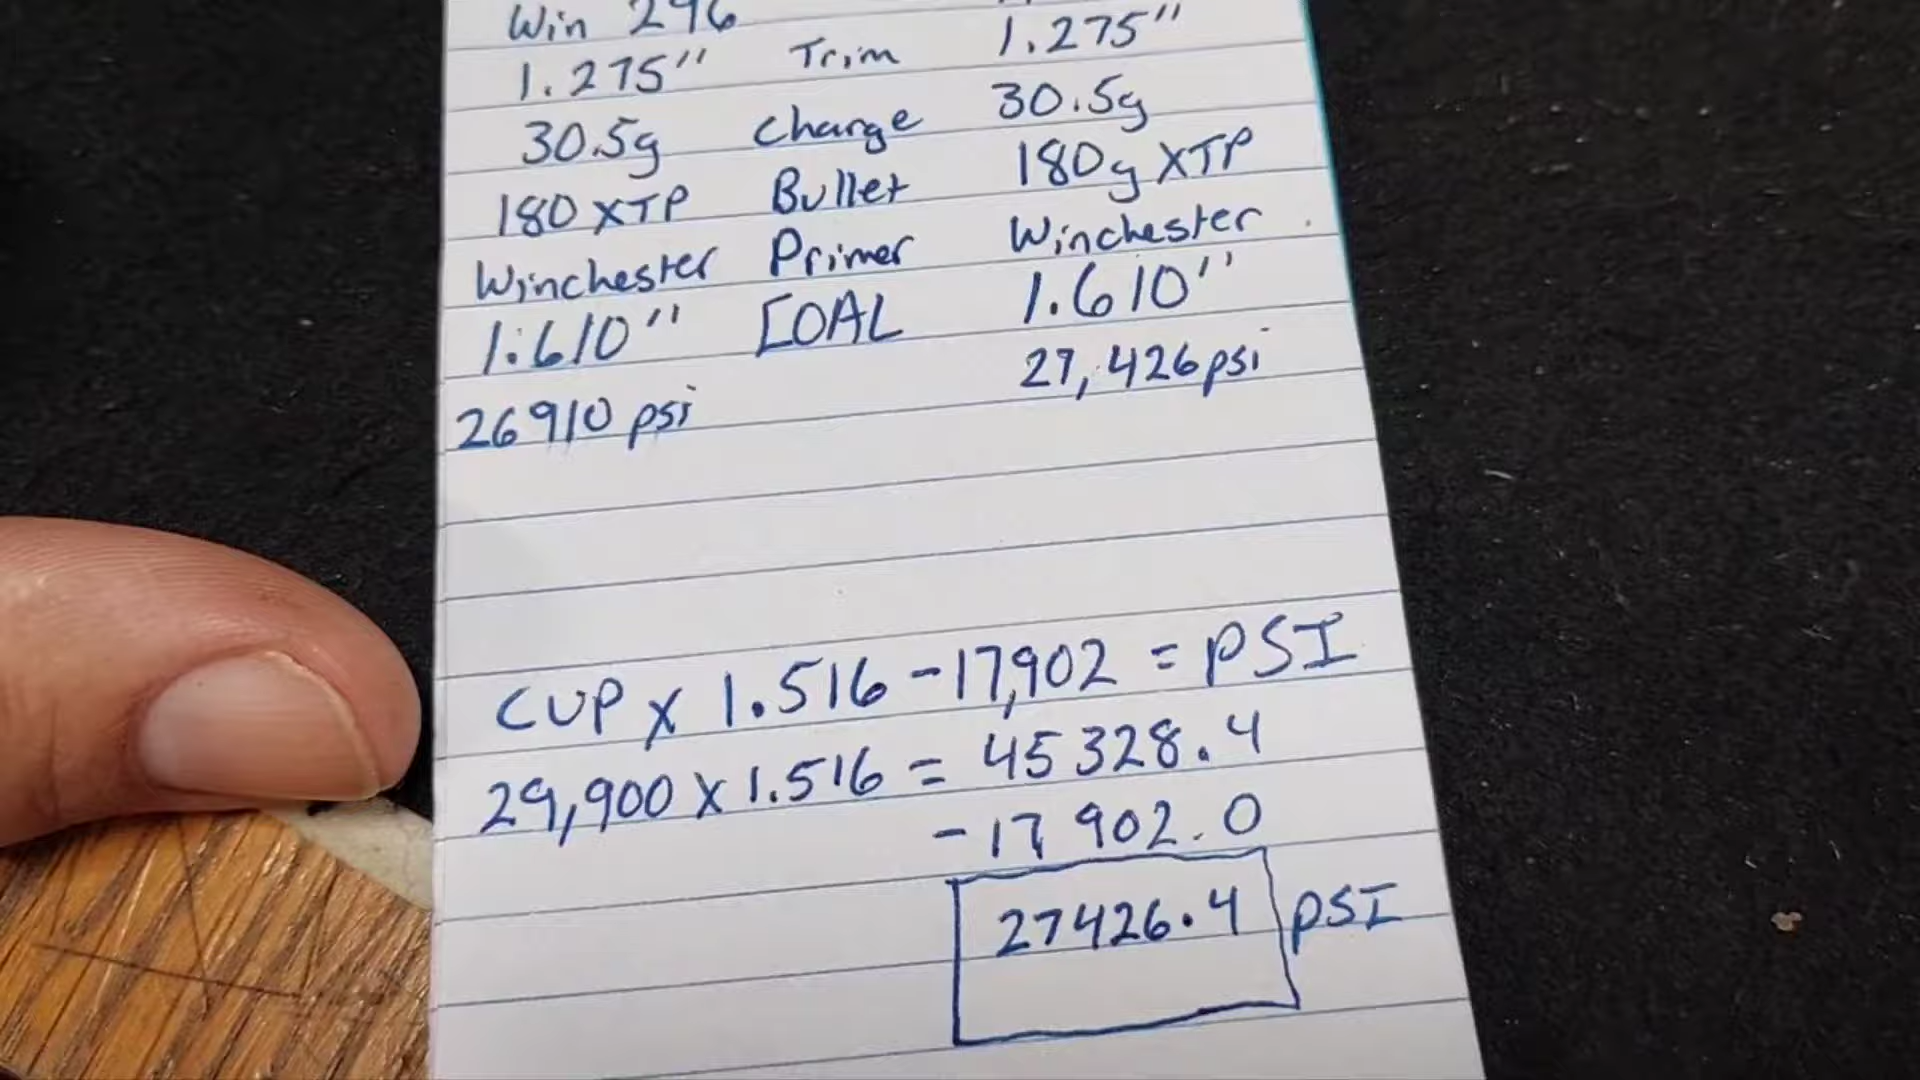 Win 296
1.275" Trim 1.275"
30.5g Charge 30.5g
180 XTP Bullet 180g XTP
Winchester Primer Winchester
1.610" COAL 1.610"
26910 psi 27,426psi
CUP x 1.516 - 17,902 = PSI
29,900 x 1.516 = 45328.4
- 17 902.0
27426.4 PSI